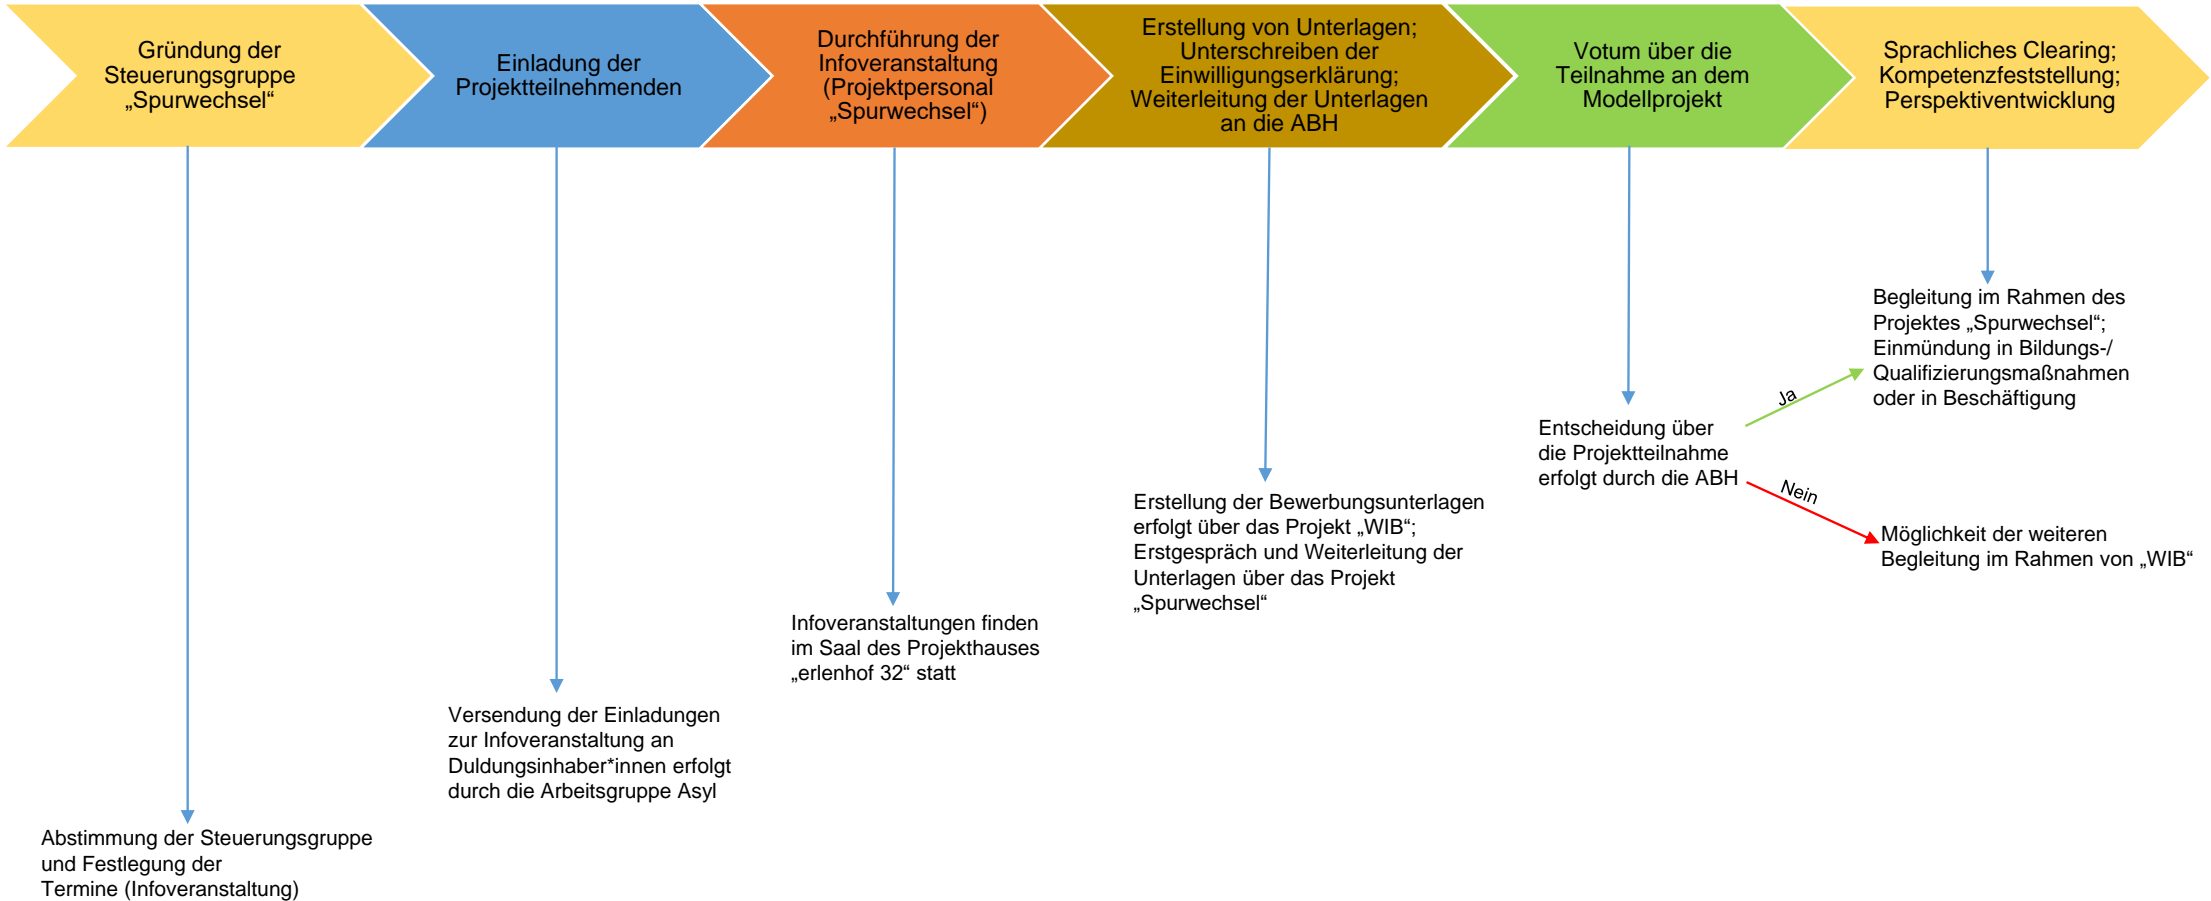 Gründung der
Steuerungsgruppe
„Spurwechsel“
Einladung der
Projektteilnehmenden
Durchführung der
Infoveranstaltung
(Projektpersonal
„Spurwechsel“)
Erstellung von Unterlagen;
Unterschreiben der
Einwilligungserklärung;
Weiterleitung der Unterlagen
an die ABH
Votum über die
Teilnahme an dem
Modellprojekt
Sprachliches Clearing;
Kompetenzfeststellung;
Perspektiventwicklung
Abstimmung der Steuerungsgruppe
und Festlegung der
Termine (Infoveranstaltung)
Versendung der Einladungen
zur Infoveranstaltung an
Duldungsinhaber*innen erfolgt
durch die Arbeitsgruppe Asyl
Infoveranstaltungen finden
im Saal des Projekthauses
„erlenhof 32“ statt
Erstellung der Bewerbungsunterlagen
erfolgt über das Projekt „WIB“;
Erstgespräch und Weiterleitung der
Unterlagen über das Projekt
„Spurwechsel“
Entscheidung über
die Projektteilnahme
erfolgt durch die ABH
Ja
Begleitung im Rahmen des
Projektes „Spurwechsel“;
Einmündung in Bildungs-/
Qualifizierungsmaßnahmen
oder in Beschäftigung
Nein
Möglichkeit der weiteren
Begleitung im Rahmen von „WIB“